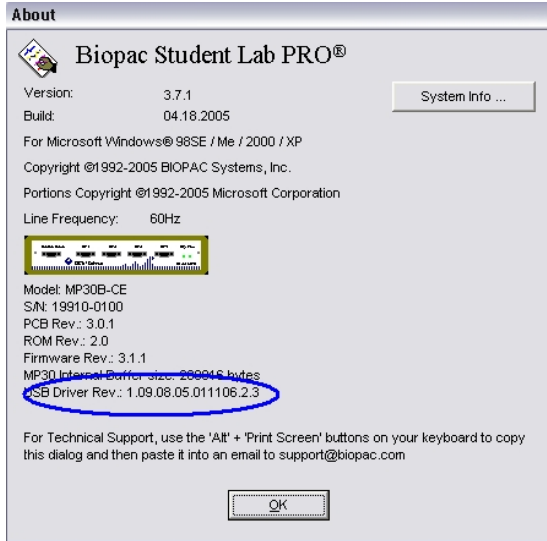 About
Biopac Student Lab PRO®
Version: 3.7.1
System Info ...
Build: 04.18.2005
For Microsoft Windows® 98SE / Me / 2000 / XP
Copyright ©1992-2005 BIOPAC Systems, Inc.
Portions Copyright ©1992-2005 Microsoft Corporation
Line Frequency: 60Hz
Model: MP30B-CE
S/N: 19910-0100
PCB Rev.: 3.0.1
ROM Rev.: 2.0
Firmware Rev.: 3.1.1
MP30 Internal Buffer size: bytes
USB Driver Rev.: 1.09.08.05.011106.2.3
For Technical Support, use the 'Alt' + 'Print Screen' buttons on your keyboard to copy
this dialog and then paste it into an email to support@biopac.com
OK